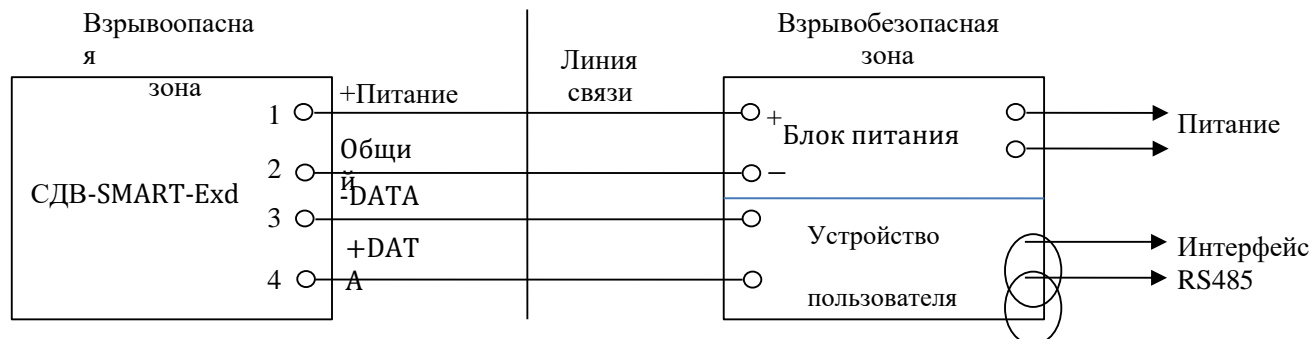 Взрывоопасна
я
зона
Взрывобезопасная
зона
Линия
связи
1
+Питание
+
Блок питания
Питание
2
Общи
й
–
СДВ-SMART-Exd
3
-DATA
Устройство
Интерфейс
4
+DAT
A
пользователя
RS485